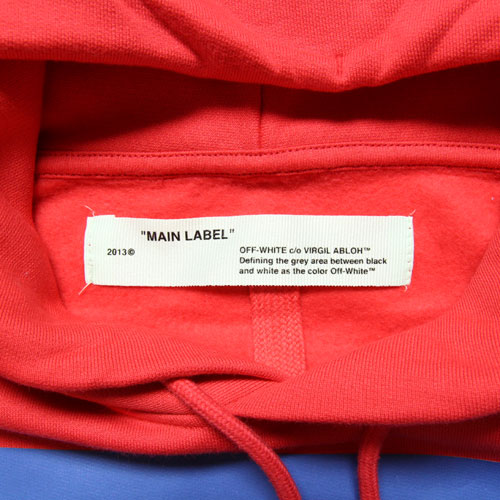 "MAIN LABEL"
2013©
OFF-WHITE c/o VIRGIL ABLOH™
Defining the grey area between black
and white as the color Off-White™